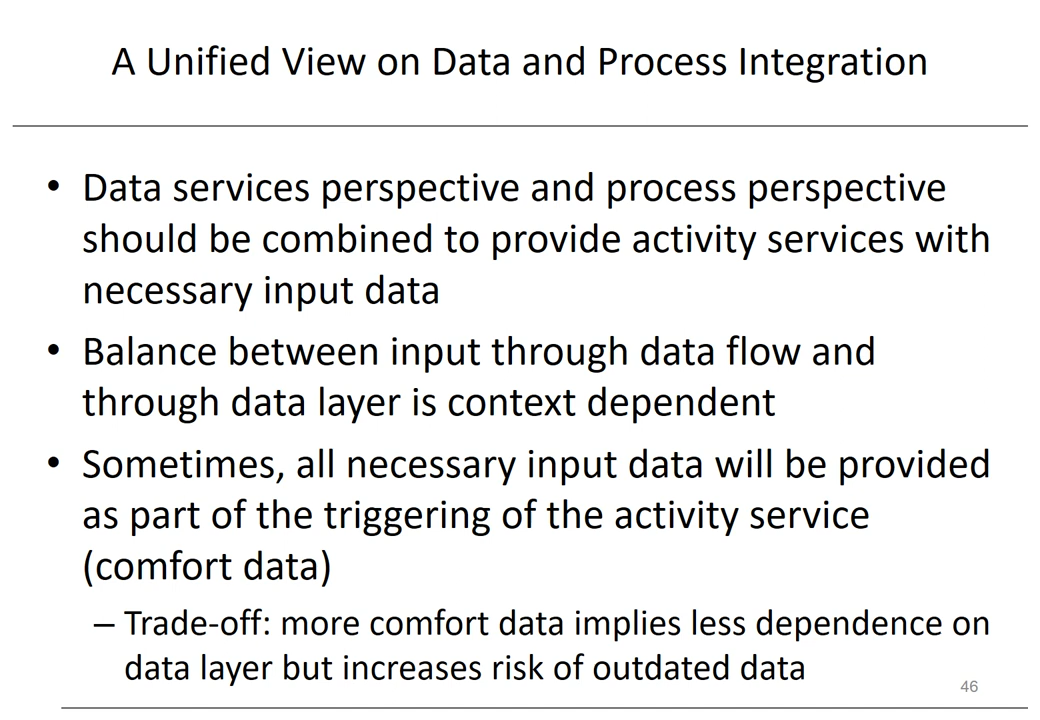 A Unified View on Data and Process Integration
• Data services perspective and process perspective
should be combined to provide activity services with
necessary input data
• Balance between input through data flow and
through data layer is context dependent
• Sometimes, all necessary input data will be provided
as part of the triggering of the activity service
(comfort data)
– Trade-off: more comfort data implies less dependence on
data layer but increases risk of outdated data
46